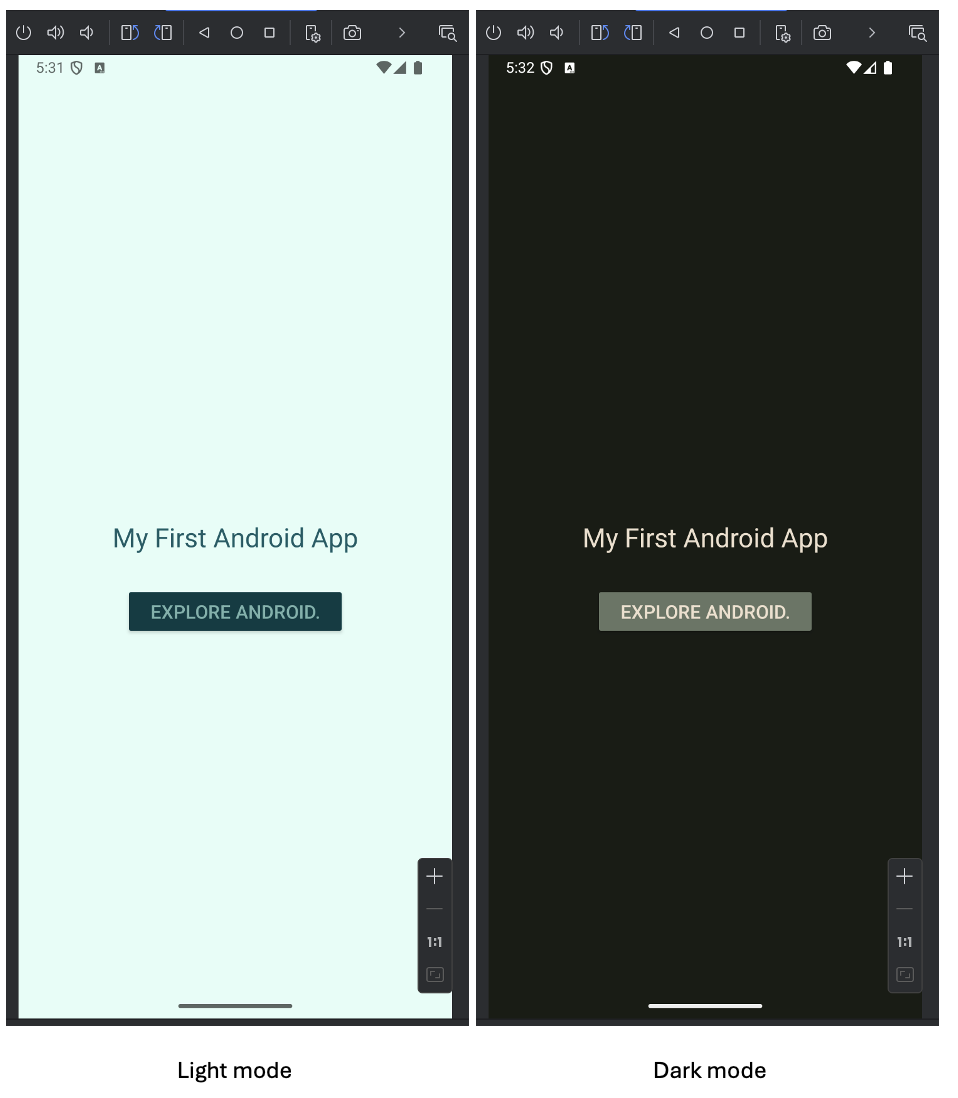 5:31
My First Android App
EXPLORE ANDROID.
1:1
Light mode
5:32
My First Android App
EXPLORE ANDROID.
1:1
Dark mode